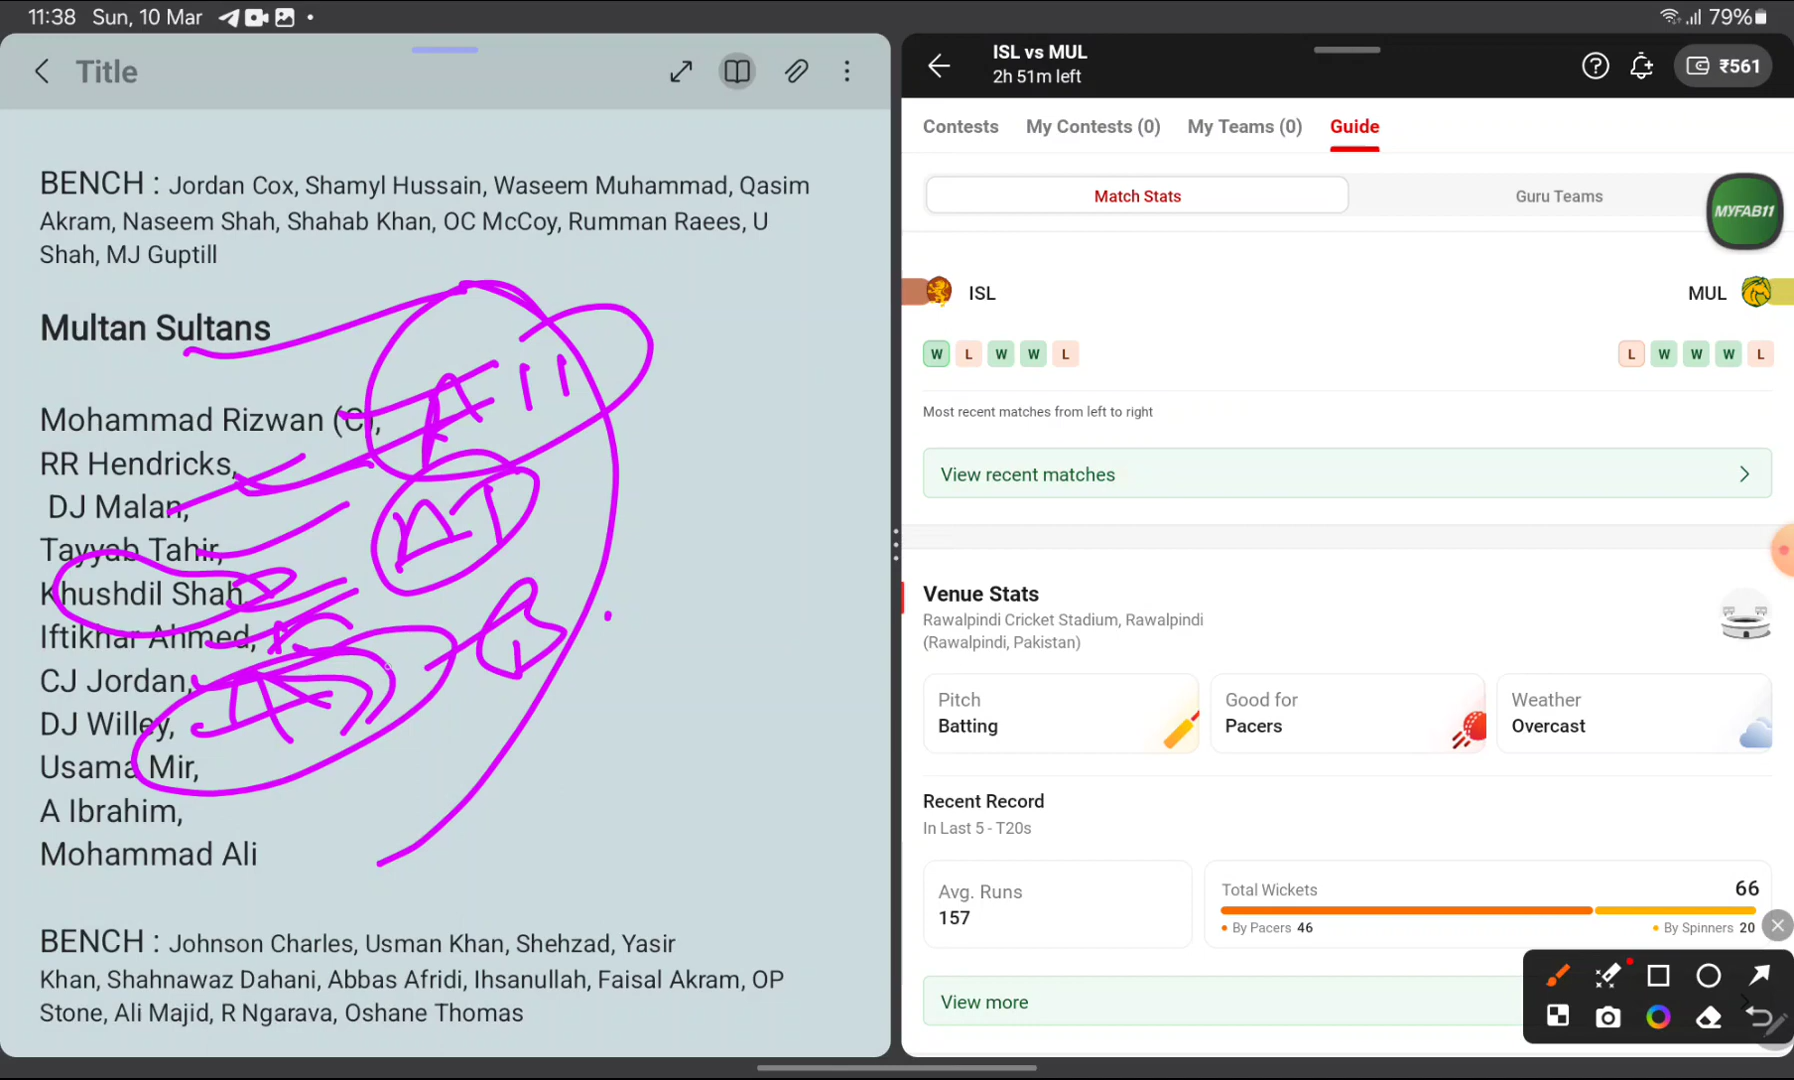 11:38 Sun, 10 Mar
79%
Title
BENCH : Jordan Cox, Shamyl Hussain, Waseem Muhammad, Qasim
Akram, Naseem Shah, Shahab Khan, OC McCoy, Rumman Raees, U
Shah, MJ Guptill
Multan Sultans
Mohammad Rizwan (C),
RR Hendricks,
DJ Malan,
Tayyab Tahir,
Khushdil Shah,
Iftikhar Ahmed,
CJ Jordan,
DJ Willey,
Usama Mir,
A Ibrahim,
Mohammad Ali
BENCH : Johnson Charles, Usman Khan, Shehzad, Yasir
Khan, Shahnawaz Dahani, Abbas Afridi, Ihsanullah, Faisal Akram, OP
Stone, Ali Majid, R Ngarava, Oshane Thomas
ISL vs MUL
2h 51m left
₹561
Contests My Contests (0) My Teams (0) Guide
Match Stats Guru Teams
MYFAB11
ISL MUL
W L W W L L W W W L
Most recent matches from left to right
View recent matches
Venue Stats
Rawalpindi Cricket Stadium, Rawalpindi
(Rawalpindi, Pakistan)
Pitch Good for Weather
Batting Pacers Overcast
Recent Record
In Last 5 - T20s
Avg. Runs
157
Total Wickets 66
By Pacers 46 By Spinners 20
View more